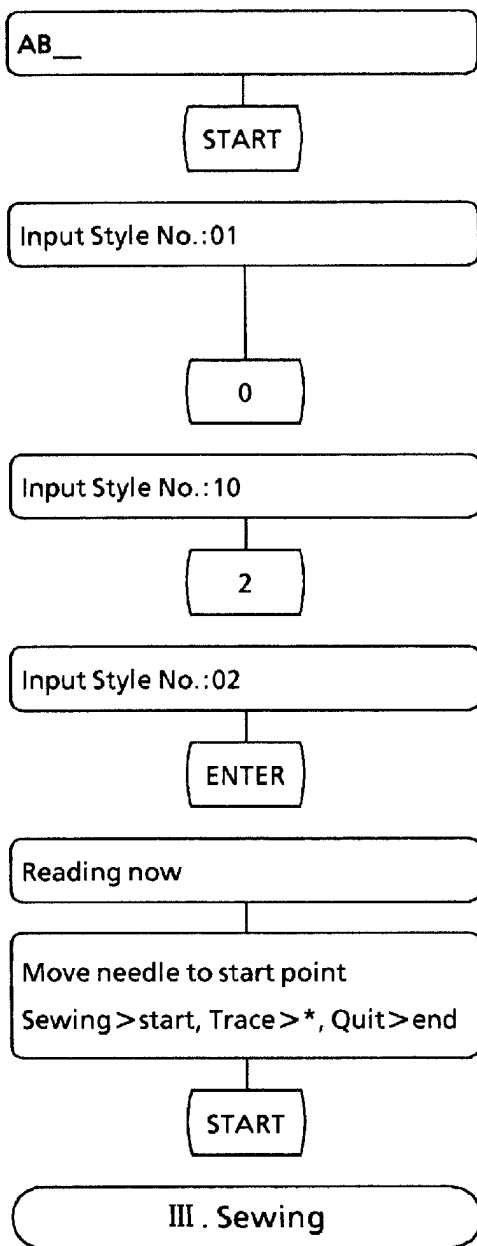 AB__
START
Input Style No.:01
0
Input Style No.:10
2
Input Style No.:02
ENTER
Reading now
Move needle to start point
Sewing>start, Trace>*, Quit>end
START
III . Sewing